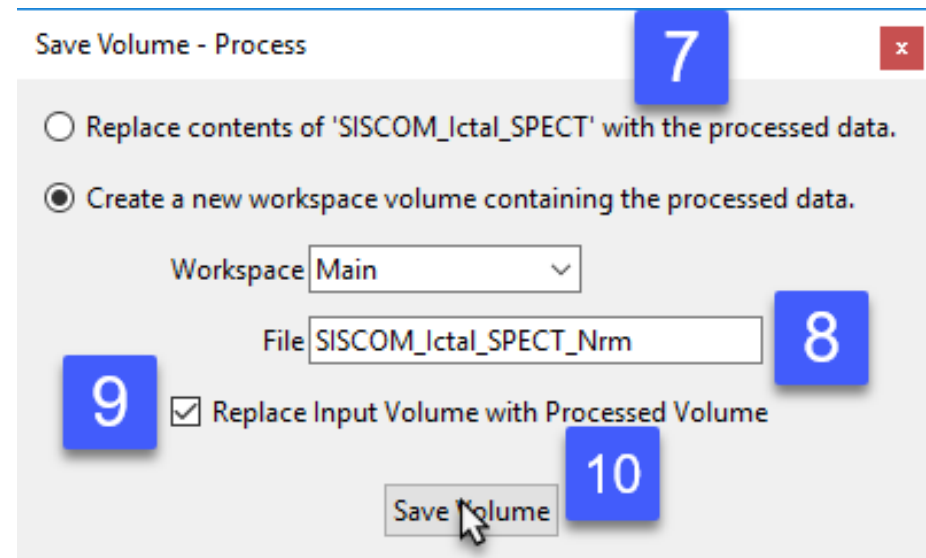 Save Volume - Process
7
x
Replace contents of 'SISCOM_Ictal_SPECT' with the processed data.
Create a new workspace volume containing the processed data.
Workspace Main
File SISCOM_Ictal_SPECT_Nrm
8
9
Replace Input Volume with Processed Volume
10
Save Volume